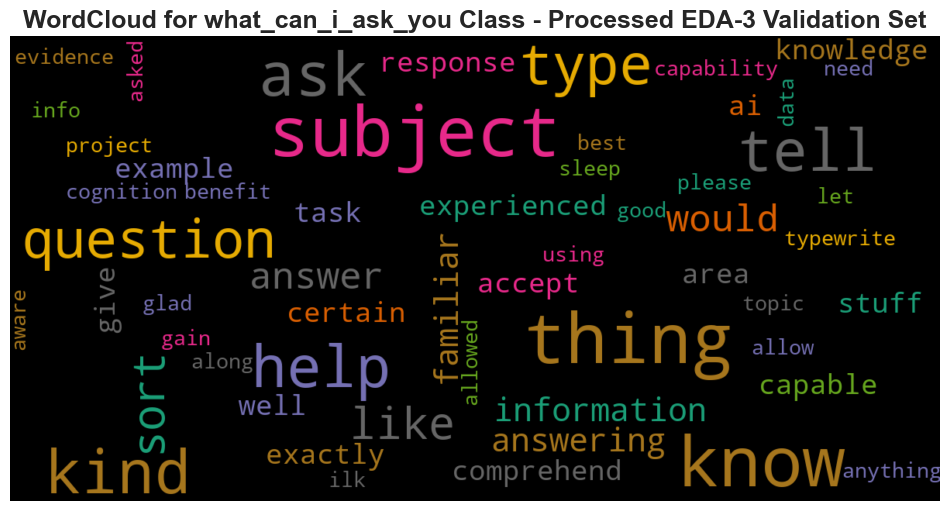 WordCloud for what_can_i_ask_you Class - Processed EDA-3 Validation Set
evidence
asked
ask
response
type
capability
knowledge
need
info
subject
ai
data
project
example
best
tell
sleep
cognition
benefit
task
experienced
good
please
let
would
question
typewrite
using
answer
familiar
accept
area
give
glad
certain
topic
stuff
aware
gain
along
allowed
thing
allow
help
capable
sort
well
like
information
answering
exactly
kind
ilk
comprehend
know
anything